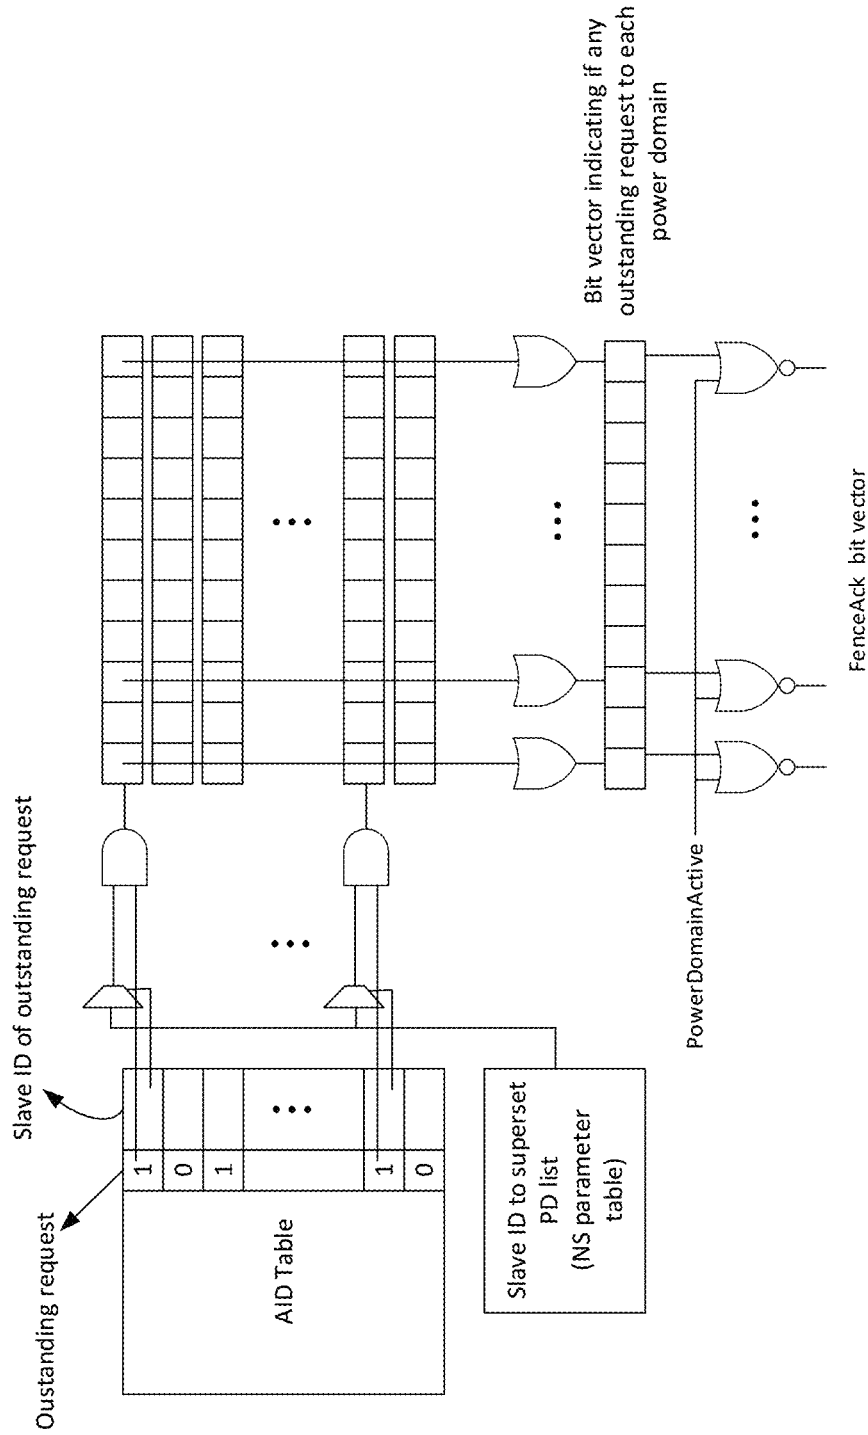 Oustanding request
Slave ID of outstanding request
AID Table
1
0
1
1
0
Slave ID to superset
PD list
(NS parameter
table)
Bit vector indicating if any
outstanding request to each
power domain
PowerDomainActive
FenceAck bit vector